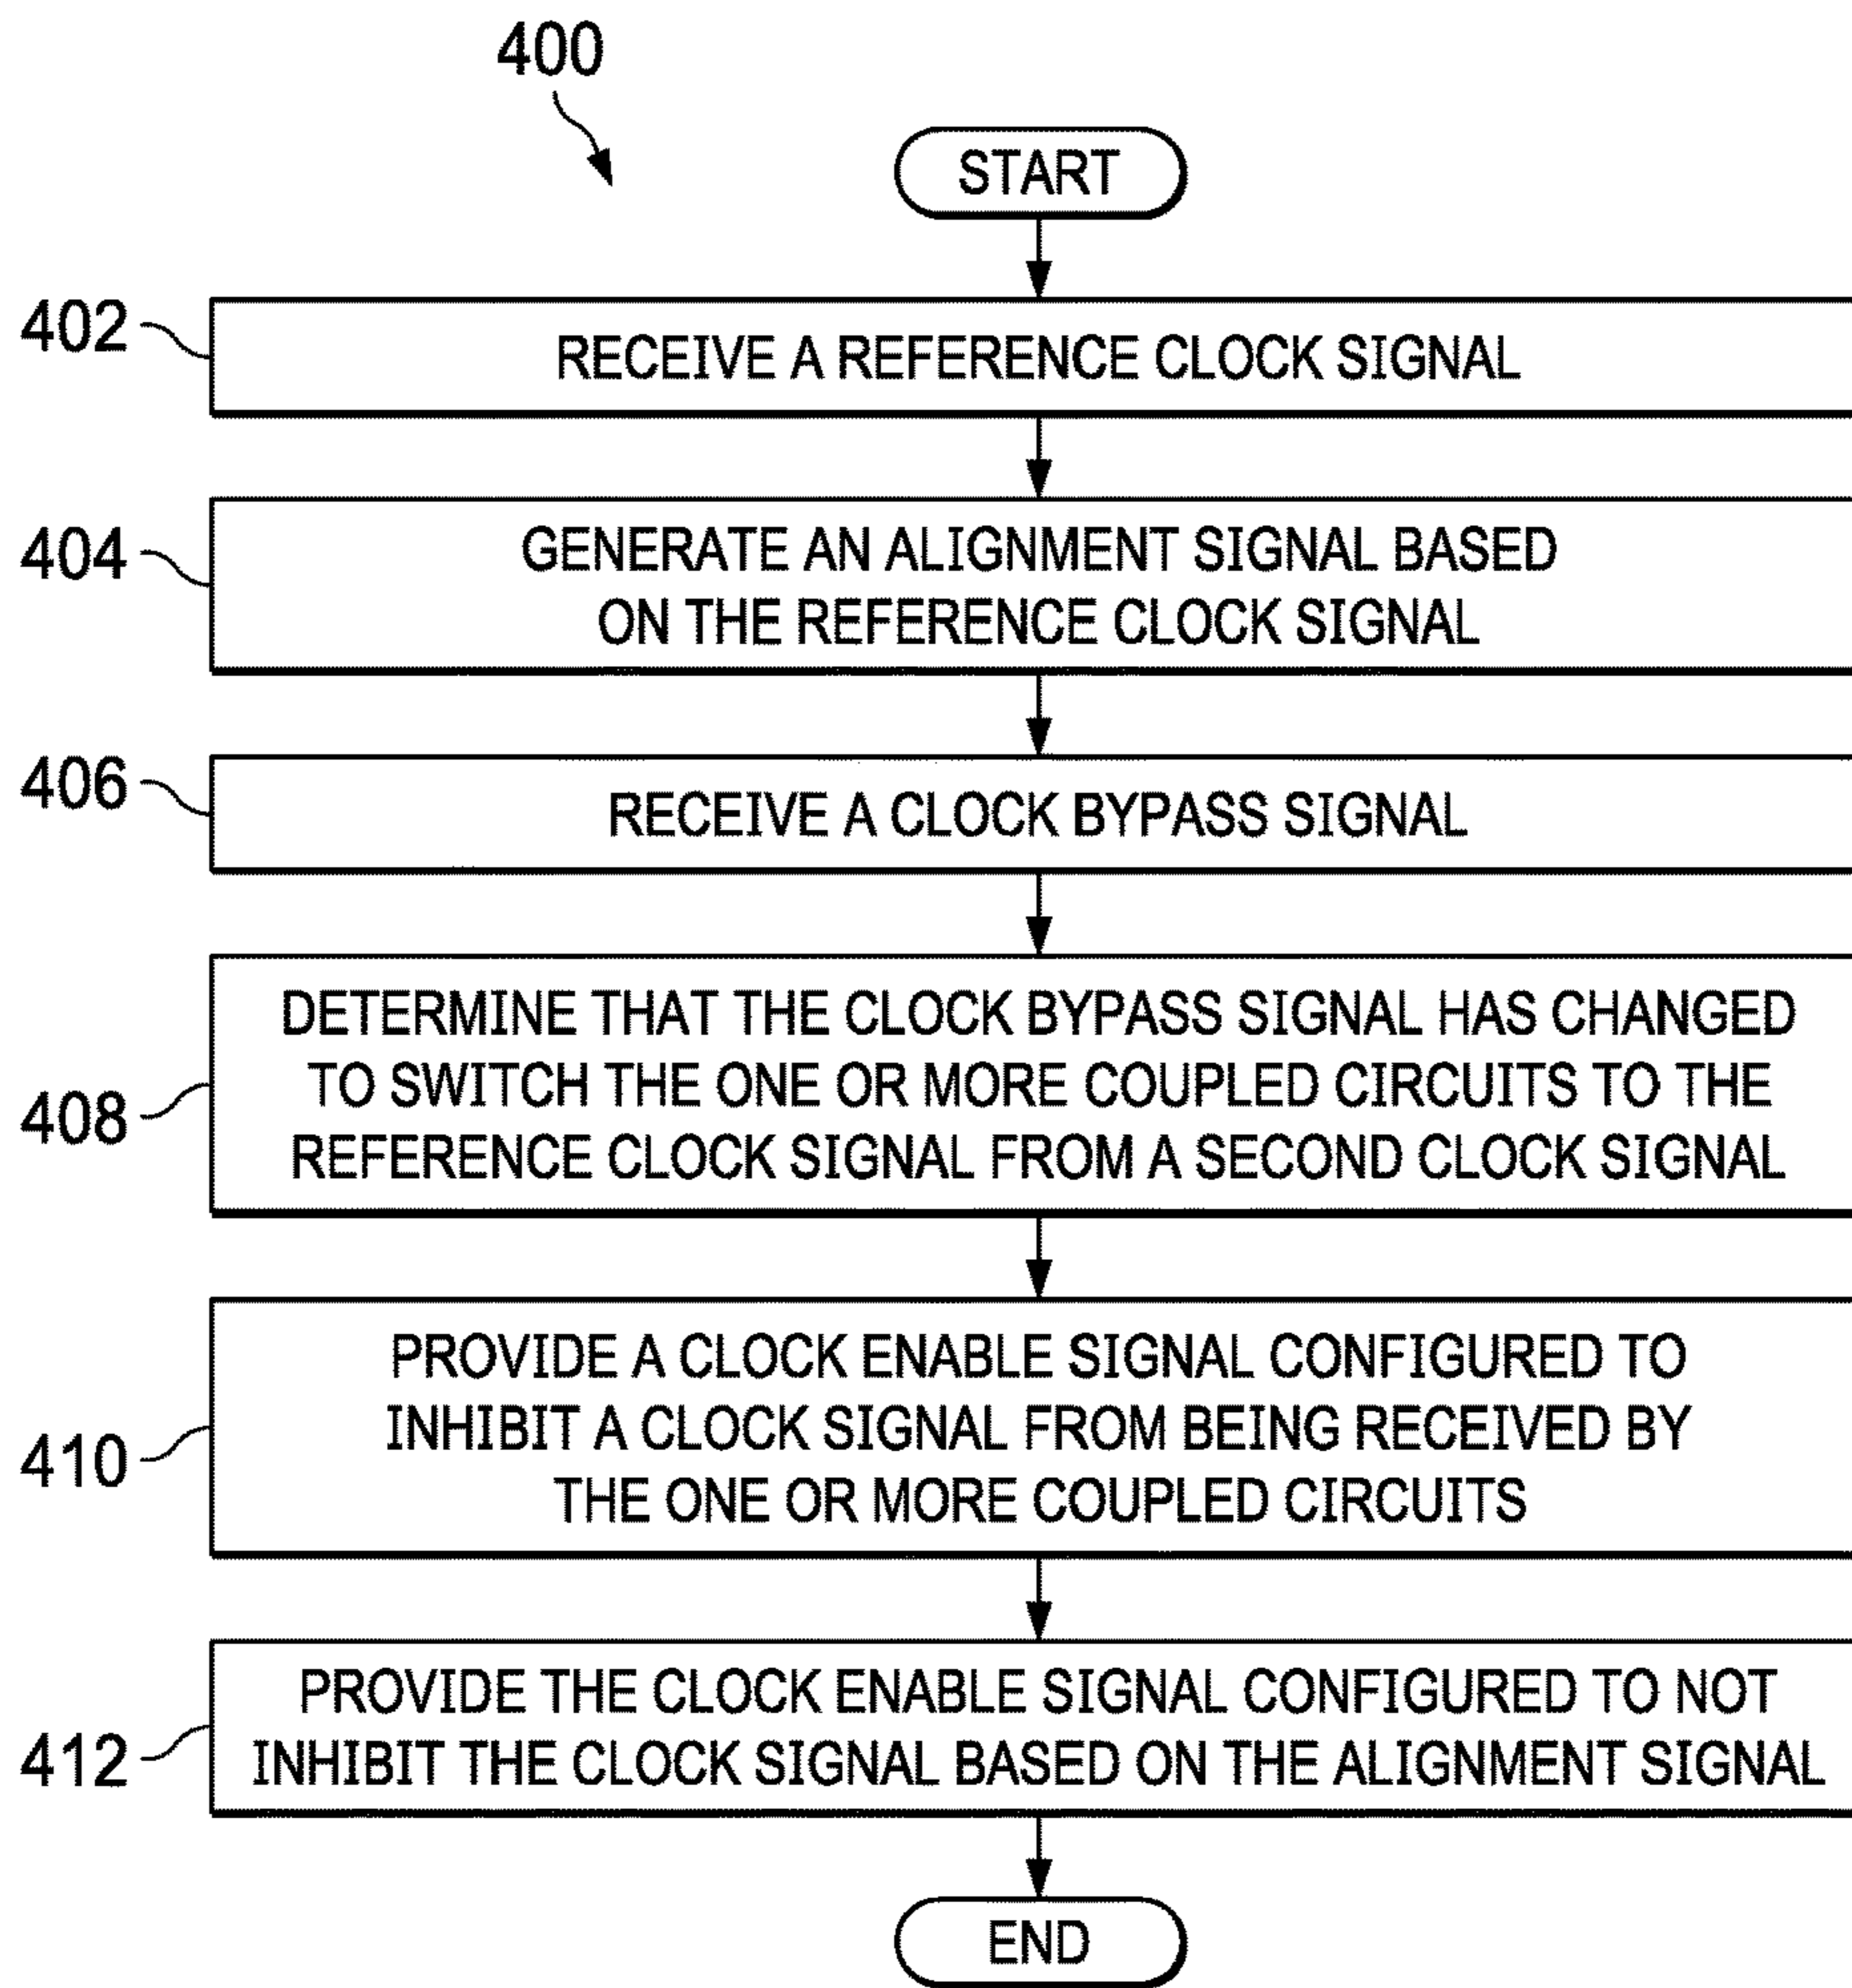 400
START
402
RECEIVE A REFERENCE CLOCK SIGNAL
404
GENERATE AN ALIGNMENT SIGNAL BASED
ON THE REFERENCE CLOCK SIGNAL
406
RECEIVE A CLOCK BYPASS SIGNAL
408
DETERMINE THAT THE CLOCK BYPASS SIGNAL HAS CHANGED
TO SWITCH THE ONE OR MORE COUPLED CIRCUITS TO THE
REFERENCE CLOCK SIGNAL FROM A SECOND CLOCK SIGNAL
410
PROVIDE A CLOCK ENABLE SIGNAL CONFIGURED TO
INHIBIT A CLOCK SIGNAL FROM BEING RECEIVED BY
THE ONE OR MORE COUPLED CIRCUITS
412
PROVIDE THE CLOCK ENABLE SIGNAL CONFIGURED TO NOT
INHIBIT THE CLOCK SIGNAL BASED ON THE ALIGNMENT SIGNAL
END